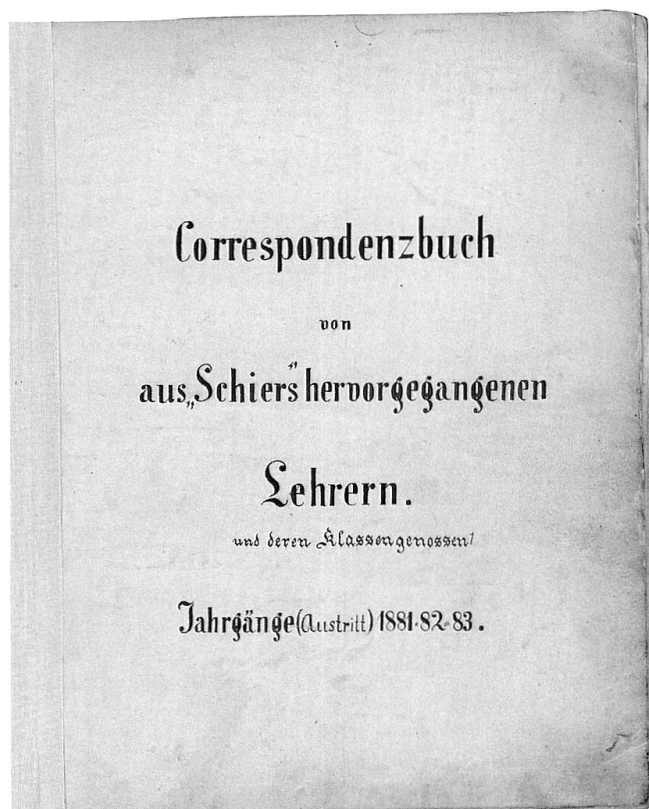 Correspondenzbuch
von
aus „Schiers" hervorgegangenen
Lehrern.
und deren Klassengenossen!
Jahrgänge (Austritt) 1881-82-83.